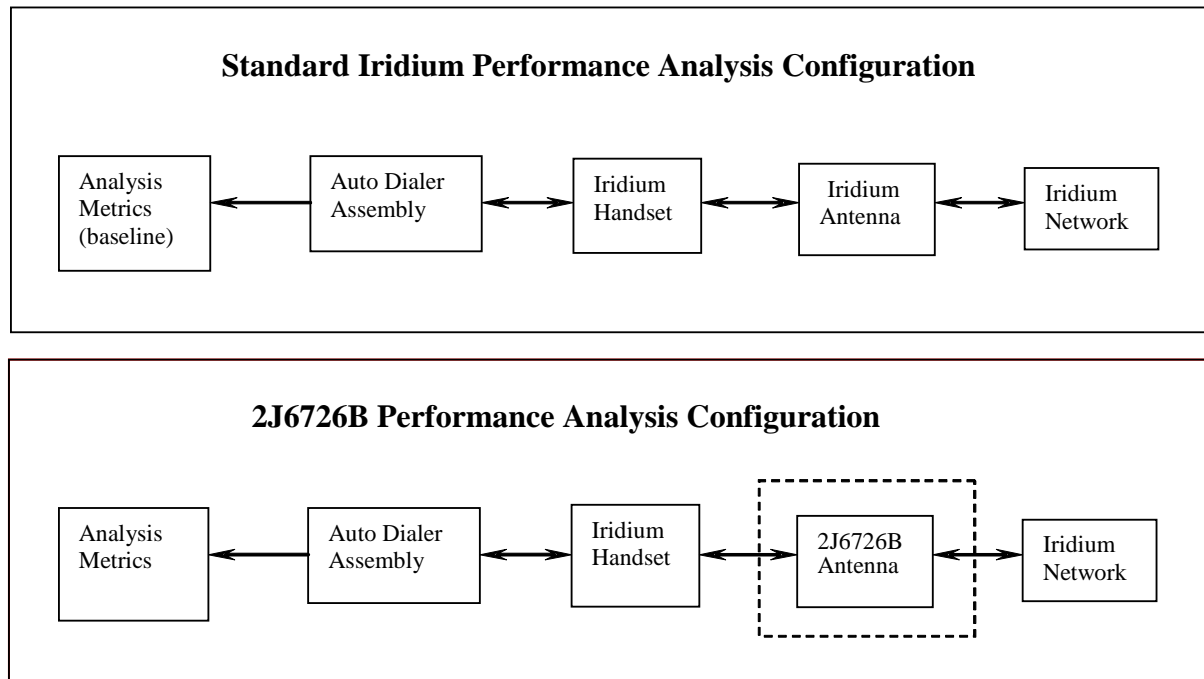 Standard Iridium Performance Analysis Configuration
Analysis
Metrics
(baseline)
Auto Dialer
Assembly
Iridium
Handset
Iridium
Antenna
Iridium
Network
2J6726B Performance Analysis Configuration
Analysis
Metrics
Auto Dialer
Assembly
Iridium
Handset
2J6726B
Antenna
Iridium
Network